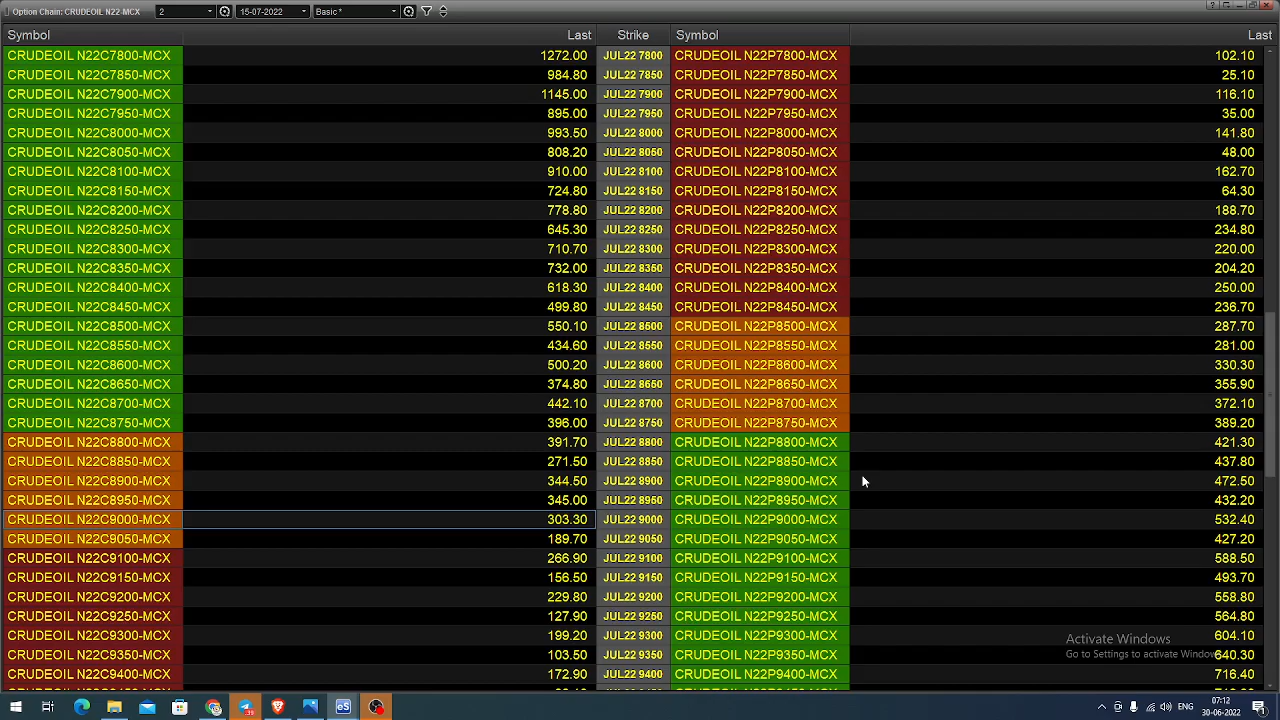 Option Chain: CRUDEOIL N22-MCX 2 15-07-2022 Basic *
Symbol Last Strike Symbol Last
CRUDEOIL N22C7800-MCX 1272.00 JUL22 7800 CRUDEOIL N22P7800-MCX 102.10
CRUDEOIL N22C7850-MCX 984.80 JUL22 7850 CRUDEOIL N22P7850-MCX 25.10
CRUDEOIL N22C7900-MCX 1145.00 JUL22 7900 CRUDEOIL N22P7900-MCX 116.10
CRUDEOIL N22C7950-MCX 895.00 JUL22 7950 CRUDEOIL N22P7950-MCX 35.00
CRUDEOIL N22C8000-MCX 993.50 JUL22 8000 CRUDEOIL N22P8000-MCX 141.80
CRUDEOIL N22C8050-MCX 808.20 JUL22 8050 CRUDEOIL N22P8050-MCX 48.00
CRUDEOIL N22C8100-MCX 910.00 JUL22 8100 CRUDEOIL N22P8100-MCX 162.70
CRUDEOIL N22C8150-MCX 724.80 JUL22 8150 CRUDEOIL N22P8150-MCX 64.30
CRUDEOIL N22C8200-MCX 778.80 JUL22 8200 CRUDEOIL N22P8200-MCX 188.70
CRUDEOIL N22C8250-MCX 645.30 JUL22 8250 CRUDEOIL N22P8250-MCX 234.80
CRUDEOIL N22C8300-MCX 710.70 JUL22 8300 CRUDEOIL N22P8300-MCX 220.00
CRUDEOIL N22C8350-MCX 732.00 JUL22 8350 CRUDEOIL N22P8350-MCX 204.20
CRUDEOIL N22C8400-MCX 618.30 JUL22 8400 CRUDEOIL N22P8400-MCX 250.00
CRUDEOIL N22C8450-MCX 499.80 JUL22 8450 CRUDEOIL N22P8450-MCX 236.70
CRUDEOIL N22C8500-MCX 550.10 JUL22 8500 CRUDEOIL N22P8500-MCX 287.70
CRUDEOIL N22C8550-MCX 434.60 JUL22 8550 CRUDEOIL N22P8550-MCX 281.00
CRUDEOIL N22C8600-MCX 500.20 JUL22 8600 CRUDEOIL N22P8600-MCX 330.30
CRUDEOIL N22C8650-MCX 374.80 JUL22 8650 CRUDEOIL N22P8650-MCX 355.90
CRUDEOIL N22C8700-MCX 442.10 JUL22 8700 CRUDEOIL N22P8700-MCX 372.10
CRUDEOIL N22C8750-MCX 396.00 JUL22 8750 CRUDEOIL N22P8750-MCX 389.20
CRUDEOIL N22C8800-MCX 391.70 JUL22 8800 CRUDEOIL N22P8800-MCX 421.30
CRUDEOIL N22C8850-MCX 271.50 JUL22 8850 CRUDEOIL N22P8850-MCX 437.80
CRUDEOIL N22C8900-MCX 344.50 JUL22 8900 CRUDEOIL N22P8900-MCX 472.50
CRUDEOIL N22C8950-MCX 345.00 JUL22 8950 CRUDEOIL N22P8950-MCX 432.20
CRUDEOIL N22C9000-MCX 303.30 JUL22 9000 CRUDEOIL N22P9000-MCX 532.40
CRUDEOIL N22C9050-MCX 189.70 JUL22 9050 CRUDEOIL N22P9050-MCX 427.20
CRUDEOIL N22C9100-MCX 266.90 JUL22 9100 CRUDEOIL N22P9100-MCX 588.50
CRUDEOIL N22C9150-MCX 156.50 JUL22 9150 CRUDEOIL N22P9150-MCX 493.70
CRUDEOIL N22C9200-MCX 229.80 JUL22 9200 CRUDEOIL N22P9200-MCX 558.80
CRUDEOIL N22C9250-MCX 127.90 JUL22 9250 CRUDEOIL N22P9250-MCX 564.80
CRUDEOIL N22C9300-MCX 199.20 JUL22 9300 CRUDEOIL N22P9300-MCX 604.10
CRUDEOIL N22C9350-MCX 103.50 JUL22 9350 CRUDEOIL N22P9350-MCX 640.30
CRUDEOIL N22C9400-MCX 172.90 JUL22 9400 CRUDEOIL N22P9400-MCX 716.40
Activate Windows
Go to Settings to activate Windows
ENG 07:12
30-06-2022